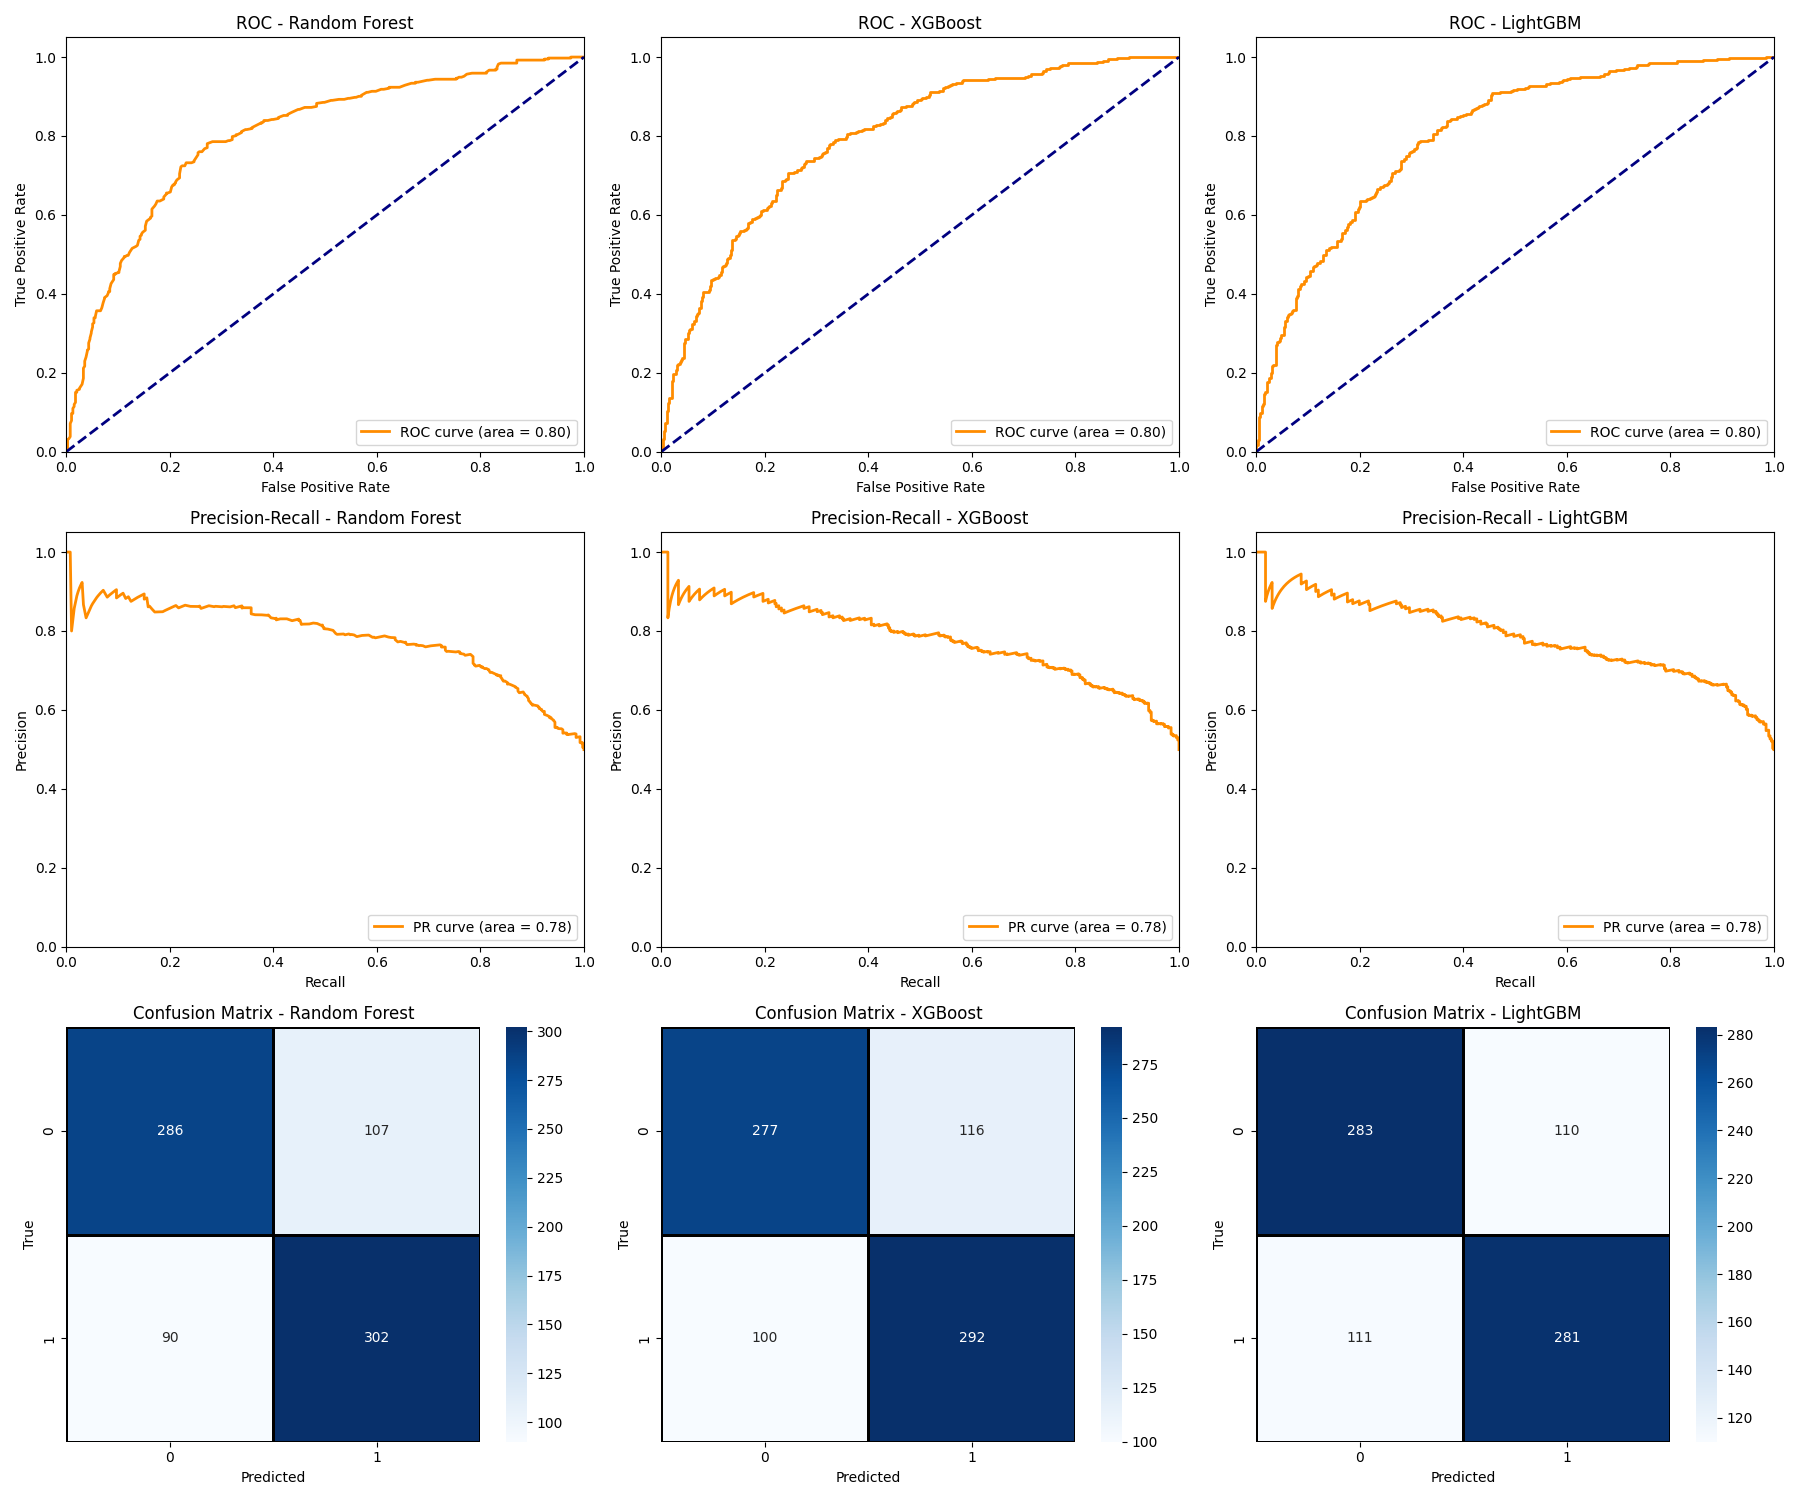 ROC - Random Forest
True Positive Rate
1.0
0.8
0.6
0.4
0.2
0.0
ROC curve (area = 0.80)
0.0 0.2 0.4 0.6 0.8 1.0
False Positive Rate
ROC - XGBoost
True Positive Rate
1.0
0.8
0.6
0.4
0.2
0.0
ROC curve (area = 0.80)
0.0 0.2 0.4 0.6 0.8 1.0
False Positive Rate
ROC - LightGBM
True Positive Rate
1.0
0.8
0.6
0.4
0.2
0.0
ROC curve (area = 0.80)
0.0 0.2 0.4 0.6 0.8 1.0
False Positive Rate
Precision-Recall - Random Forest
Precision
1.0
0.8
0.6
0.4
0.2
0.0
PR curve (area = 0.78)
0.0 0.2 0.4 0.6 0.8 1.0
Recall
Precision-Recall - XGBoost
Precision
1.0
0.8
0.6
0.4
0.2
0.0
PR curve (area = 0.78)
0.0 0.2 0.4 0.6 0.8 1.0
Recall
Precision-Recall - LightGBM
Precision
1.0
0.8
0.6
0.4
0.2
0.0
PR curve (area = 0.78)
0.0 0.2 0.4 0.6 0.8 1.0
Recall
Confusion Matrix - Random Forest
True
0 286 107
1 90 302
0 1
Predicted
300
275
250
225
200
175
150
125
100
Confusion Matrix - XGBoost
True
0 277 116
1 100 292
0 1
Predicted
275
250
225
200
175
150
125
100
Confusion Matrix - LightGBM
True
0 283 110
1 111 281
0 1
Predicted
280
260
240
220
200
180
160
140
120